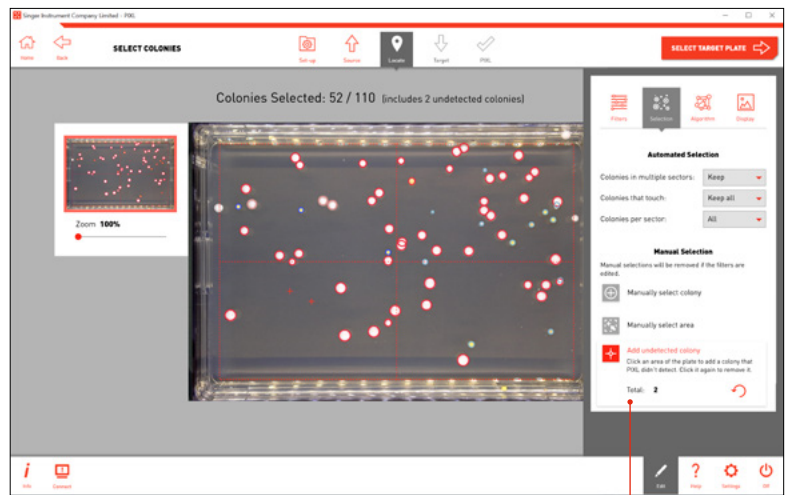 Singer Instrument Company Limited - PIXL
Home
Back
SELECT COLONIES
Set-up
Source
Locate
Target
PIXL
SELECT TARGET PLATE
Colonies Selected: 52 / 110 (includes 2 undetected colonies)
Zoom 100%
Filters
Selection
Algorithm
Display
Automated Selection
Colonies in multiple sectors: Keep
Colonies that touch: Keep all
Colonies per sector: All
Manual Selection
Manual selections will be removed if the filters are
edited.
Manually select colony
Manually select area
Add undetected colony
Click an area of the plate to add a colony that
PIXL didn't detect. Click it again to remove it.
Total: 2
Info
Connect
Edit
Help
Settings
Off